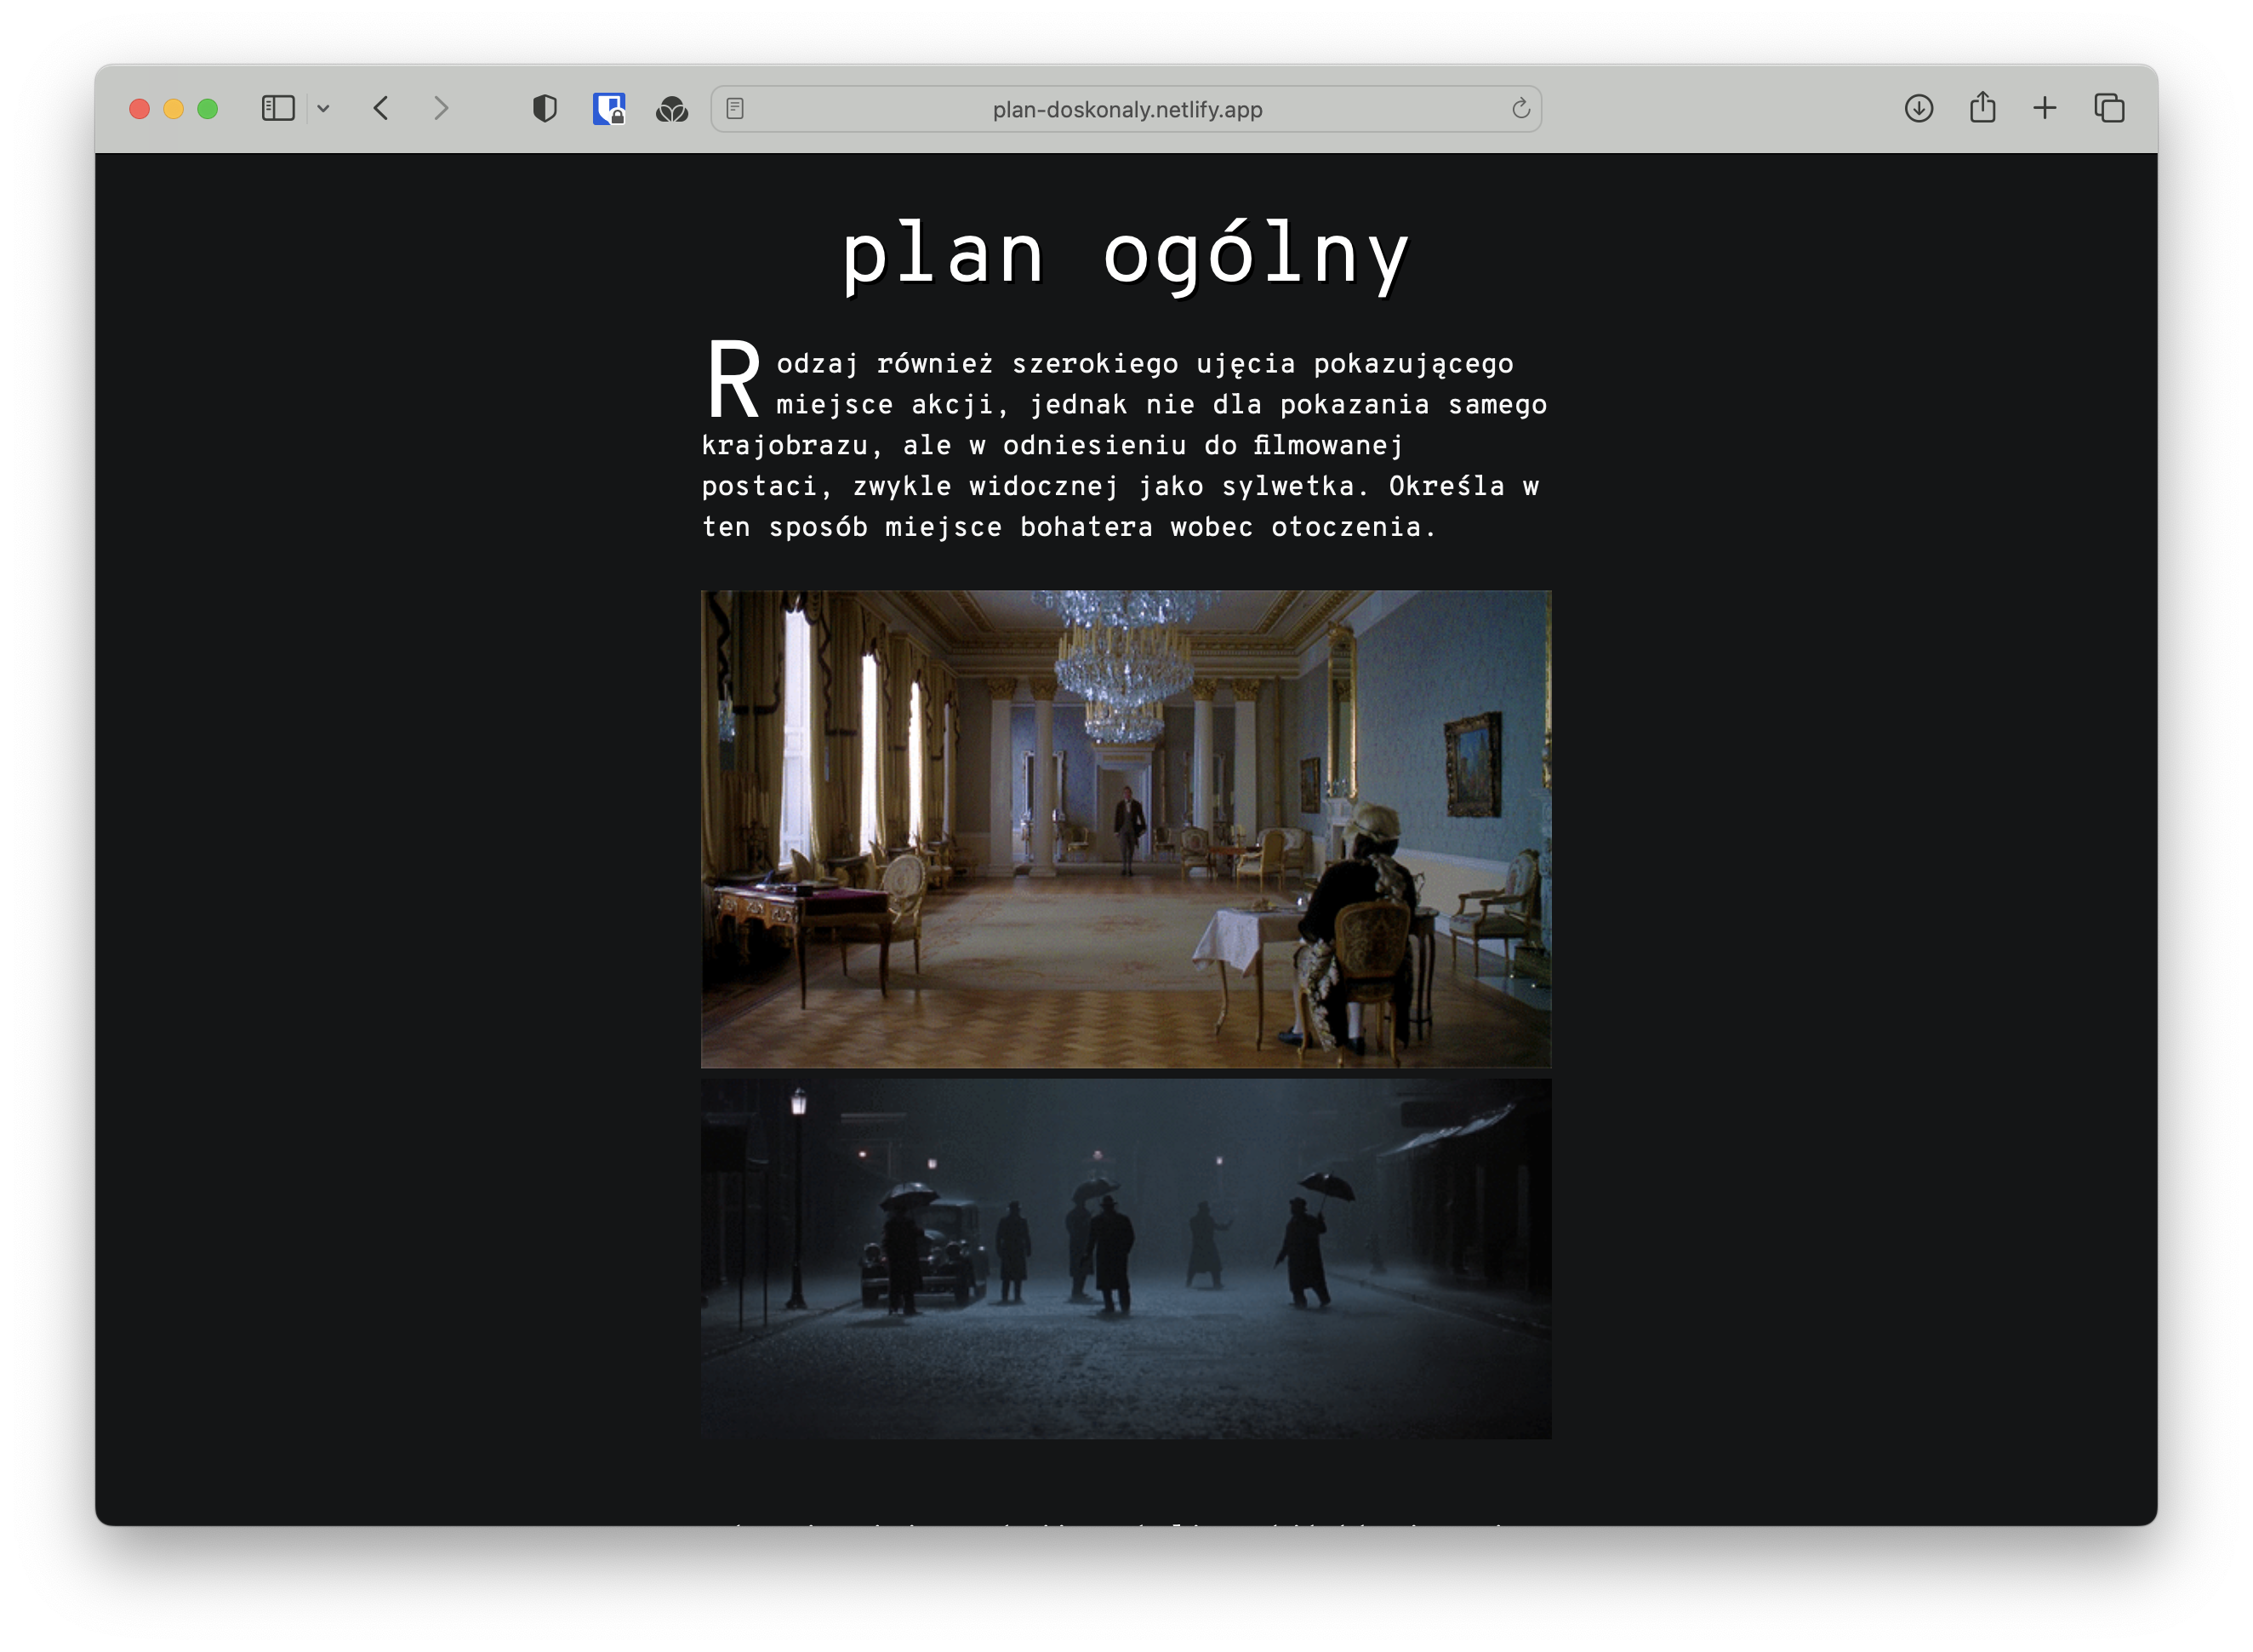 plan-doskonaly.netlify.app
plan ogólny
Rodzaj również szerokiego ujęcia pokazującego
miejsce akcji, jednak nie dla pokazania samego
krajobrazu, ale w odniesieniu do filmowanej
postaci, zwykle widocznej jako sylwetka. Określa w
ten sposób miejsce bohatera wobec otoczenia.